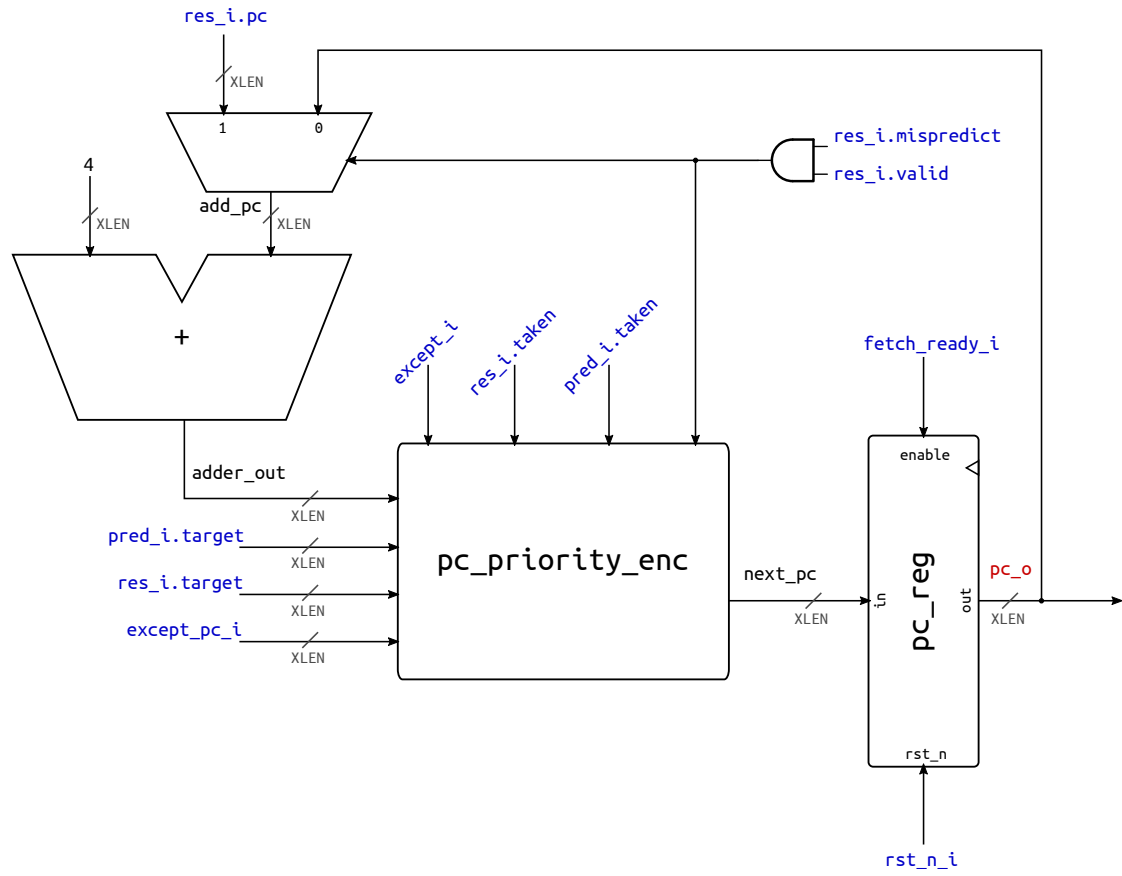 res_i.pc
XLEN
1
0
res_i.mispredict
res_i.valid
4
XLEN
add_pc
XLEN
+
except_i
res_i.taken
pred_i.taken
fetch_ready_i
adder_out
XLEN
pred_i.target
XLEN
res_i.target
XLEN
except_pc_i
XLEN
pc_priority_enc
next_pc
XLEN
enable
in
pc_reg
out
rst_n
pc_o
XLEN
rst_n_i